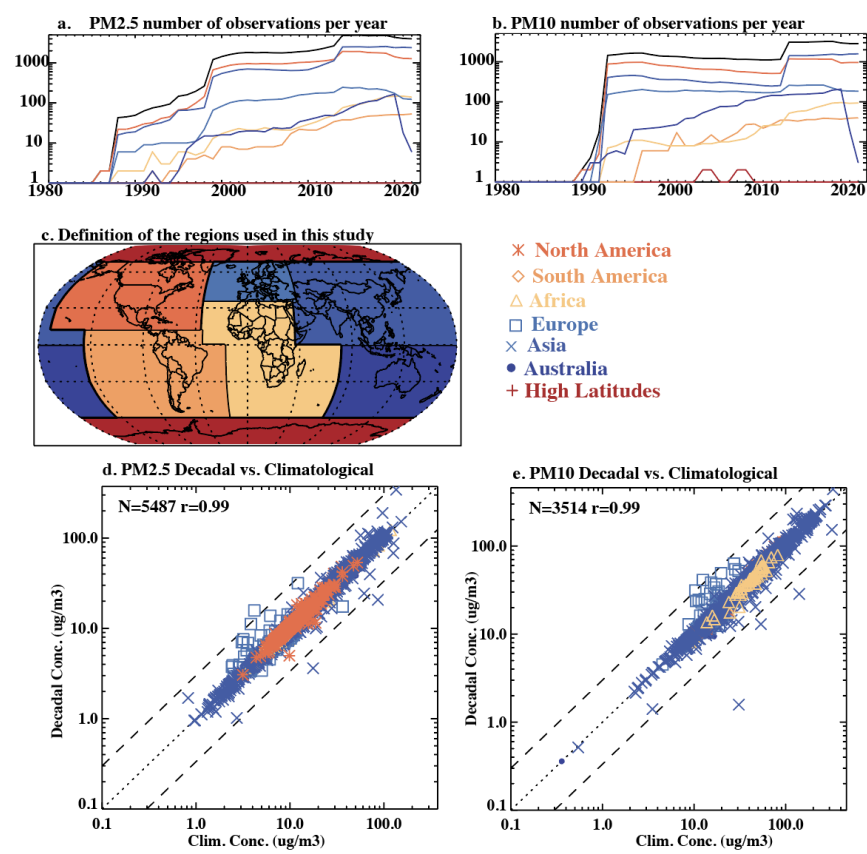 a. PM2.5 number of observations per year
1000
100
10
1
1980 1990 2000 2010 2020
b. PM10 number of observations per year
1000
100
10
1
1980 1990 2000 2010 2020
c. Definition of the regions used in this study
North America
South America
Africa
Europe
Asia
Australia
High Latitudes
d. PM2.5 Decadal vs. Climatological
N=5487 r=0.99
Decadal Conc. (ug/m3)
100.0
10.0
1.0
0.1
0.1 1.0 10.0 100.0
Clim. Conc. (ug/m3)
e. PM10 Decadal vs. Climatological
N=3514 r=0.99
Decadal Conc. (ug/m3)
100.0
10.0
1.0
0.1
0.1 1.0 10.0 100.0
Clim. Conc. (ug/m3)